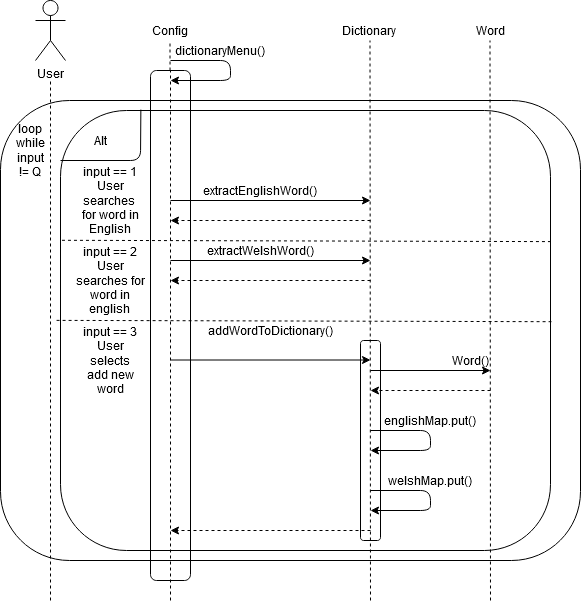 Config
Dictionary
Word
dictionaryMenu()
User
loop
while
input
!= Q
Alt
input == 1
User
searches
for word in
English
extractEnglishWord()
input == 2
User
searches for
word in
english
extractWelshWord()
input == 3
User
selects
add new
word
addWordToDictionary()
Word()
englishMap.put()
welshMap.put()